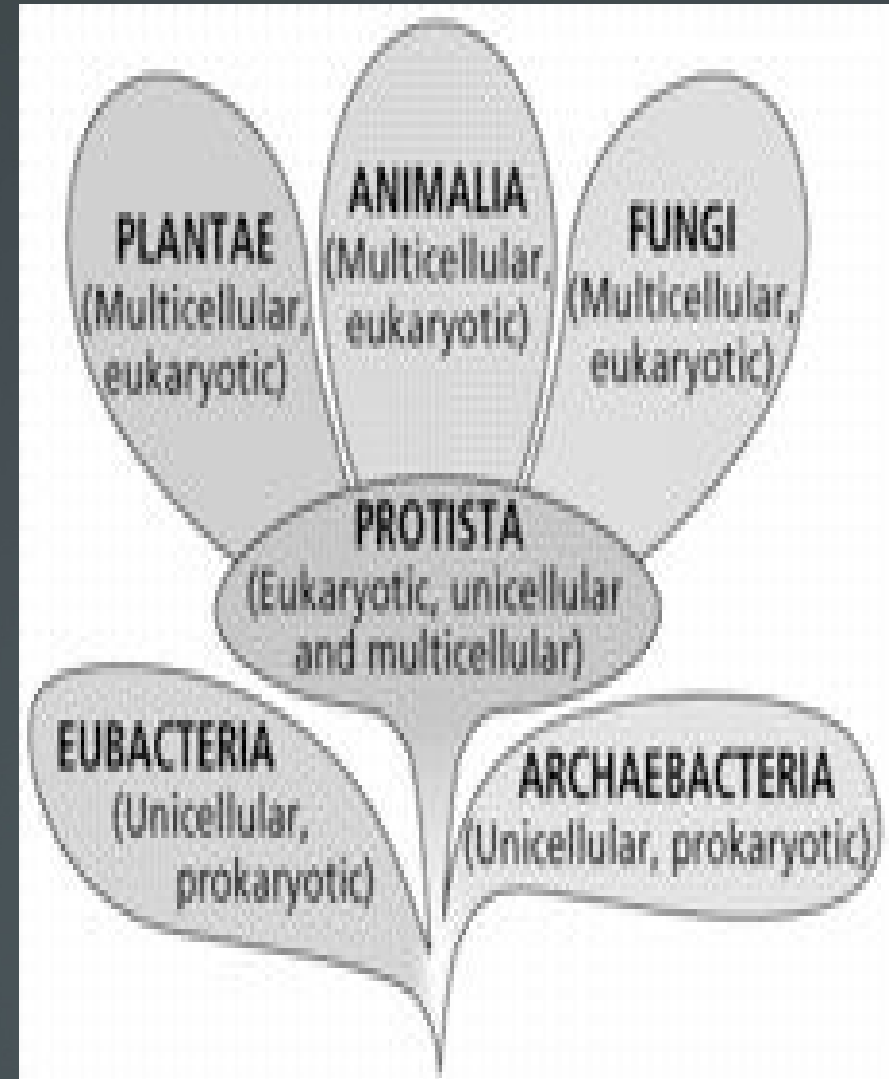 PLANTAE
(Multicellular,
eukaryotic)
ANIMALIA
(Multicellular,
eukaryotic)
FUNGI
(Multicellular,
eukaryotic)
PROTISTA
(Eukaryotic, unicellular
and multicellular)
EUBACTERIA
(Unicellular,
prokaryotic)
ARCHAEBACTERIA
(Unicellular, prokaryotic)